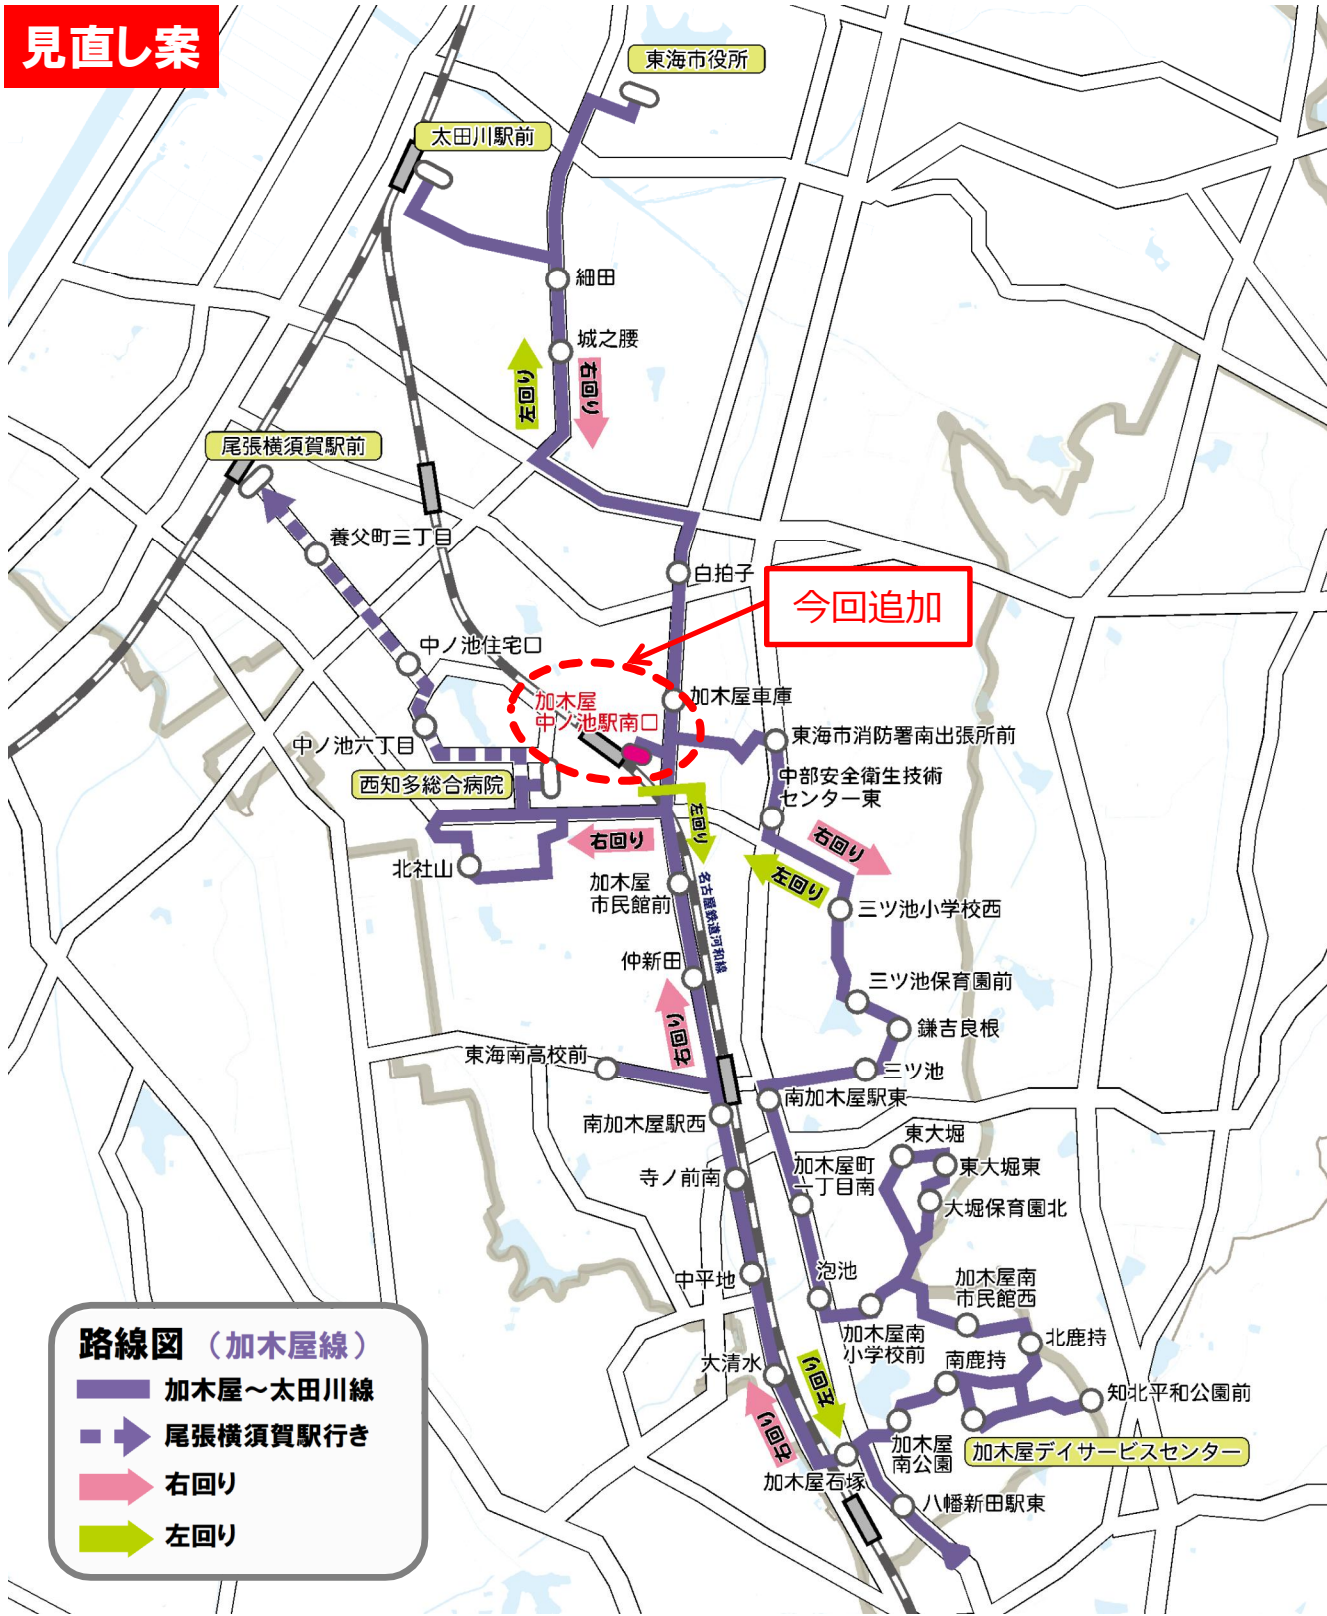 見直し案
東海市役所
太田川駅前
細田
城之腰
左回り
右回り
尾張横須賀駅前
養父町三丁目
白拍子
今回追加
中ノ池住宅口
加木屋
中ノ池駅南口
加木屋車庫
中ノ池六丁目
東海市消防署南出張所前
西知多総合病院
中部安全衛生技術
センター東
左回り
右回り
右回り
左回り
北社山
加木屋
市民館前
名古屋鉄道河和線
三ツ池小学校西
仲新田
三ツ池保育園前
右回り
鎌吉良根
東海南高校前
三ツ池
南加木屋駅東
南加木屋駅西
東大堀
加木屋町
一丁目南
東大堀東
寺ノ前南
大堀保育園北
中平地
泡池
加木屋南
市民館西
加木屋南
小学校前
北鹿持
大清水
左回り
南鹿持
知北平和公園前
右回り
加木屋
南公園
加木屋デイサービスセンター
加木屋石塚
八幡新田駅東
路線図（加木屋線）
加木屋～太田川線
尾張横須賀駅行き
右回り
左回り